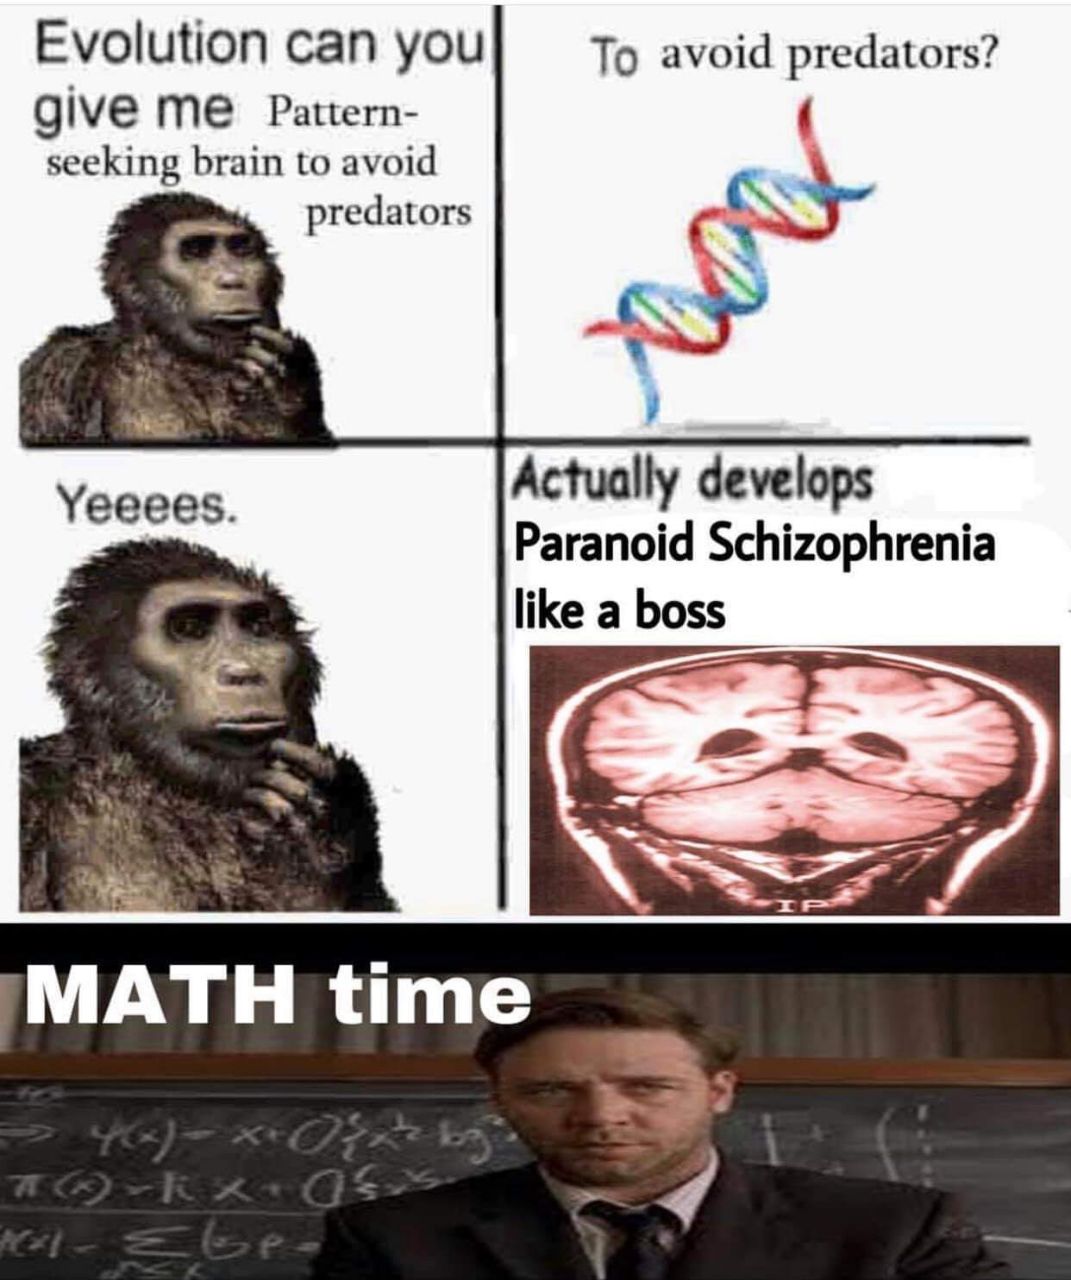 Evolution can you
give me Pattern-
seeking brain to avoid
predators
To avoid predators?
Yeeees.
Actually develops
Paranoid Schizophrenia
like a boss
IP
MATH time